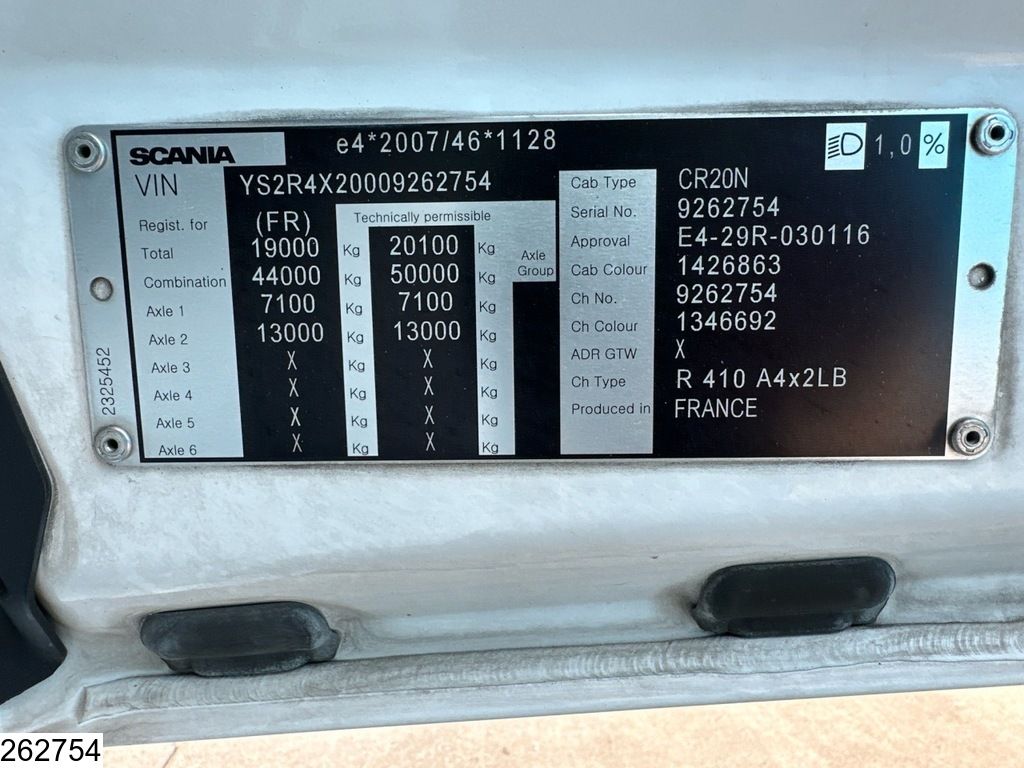 SCANIA e4*2007/46*1128 1,0 %
VIN YS2R4X20009262754
Regist. for (FR) Technically permissible
Total 19000 Kg 20100 Kg Axle Group
Combination 44000 Kg 50000 Kg
Axle 1 7100 Kg 7100 Kg
Axle 2 13000 Kg 13000 Kg
Axle 3 X Kg X Kg
Axle 4 X Kg X Kg
Axle 5 X Kg X Kg
Axle 6 X Kg X Kg
Cab Type CR20N
Serial No. 9262754
Approval E4-29R-030116
Cab Colour 1426863
Ch No. 9262754
Ch Colour 1346692
ADR GTW X
Ch Type R 410 A4x2LB
Produced in FRANCE
2325452
262754